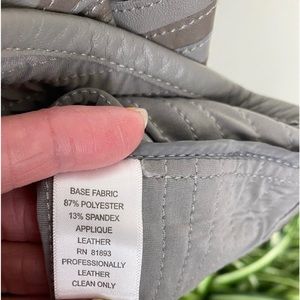 BASE FABRIC
87% POLYESTER
13% SPANDEX
APPLIQUE
LEATHER
RN 81893
PROFESSIONALLY
LEATHER
CLEAN ONLY